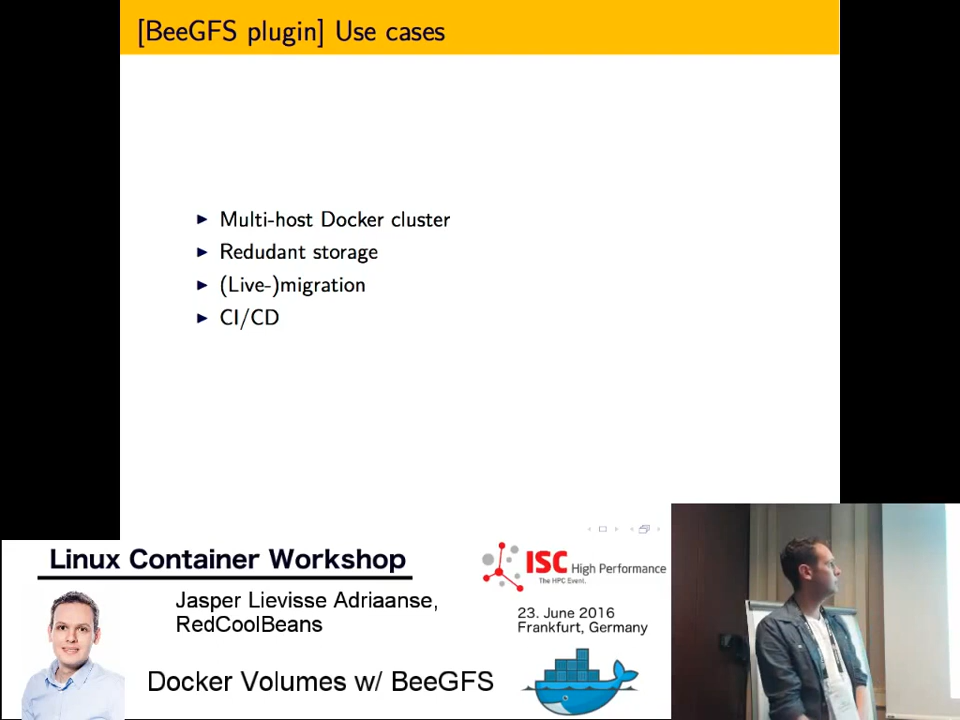 [BeeGFS plugin] Use cases
Multi-host Docker cluster
Redudant storage
(Live-)migration
CI/CD
Linux Container Workshop
Jasper Lievisse Adriaanse,
RedCoolBeans
Docker Volumes w/ BeeGFS
ISC High Performance
The HPC Event.
23. June 2016
Frankfurt, Germany